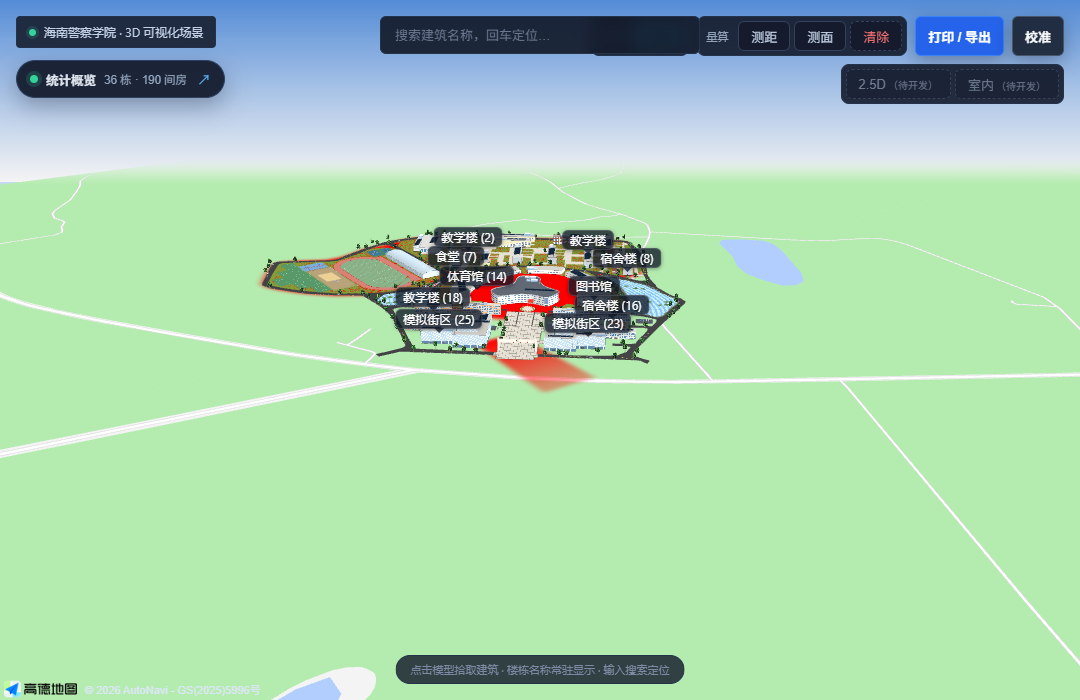 海南警察学院 · 3D 可视化场景
搜索建筑名称，回车定位…
量算 测距 测面 清除
打印 / 导出
校准
统计概览 36 栋 · 190 间房 ↗
2.5D （待开发） 室内 （待开发）
教学楼 (2)
教学楼
食堂 (7)
宿舍楼 (8)
体育馆 (14)
图书馆
教学楼 (18)
宿舍楼 (16)
模拟街区 (25)
模拟街区 (23)
点击模型拾取建筑 · 楼栋名称常驻显示 · 输入搜索定位
高德地图 © 2026 AutoNavi - GS(2025)5996号